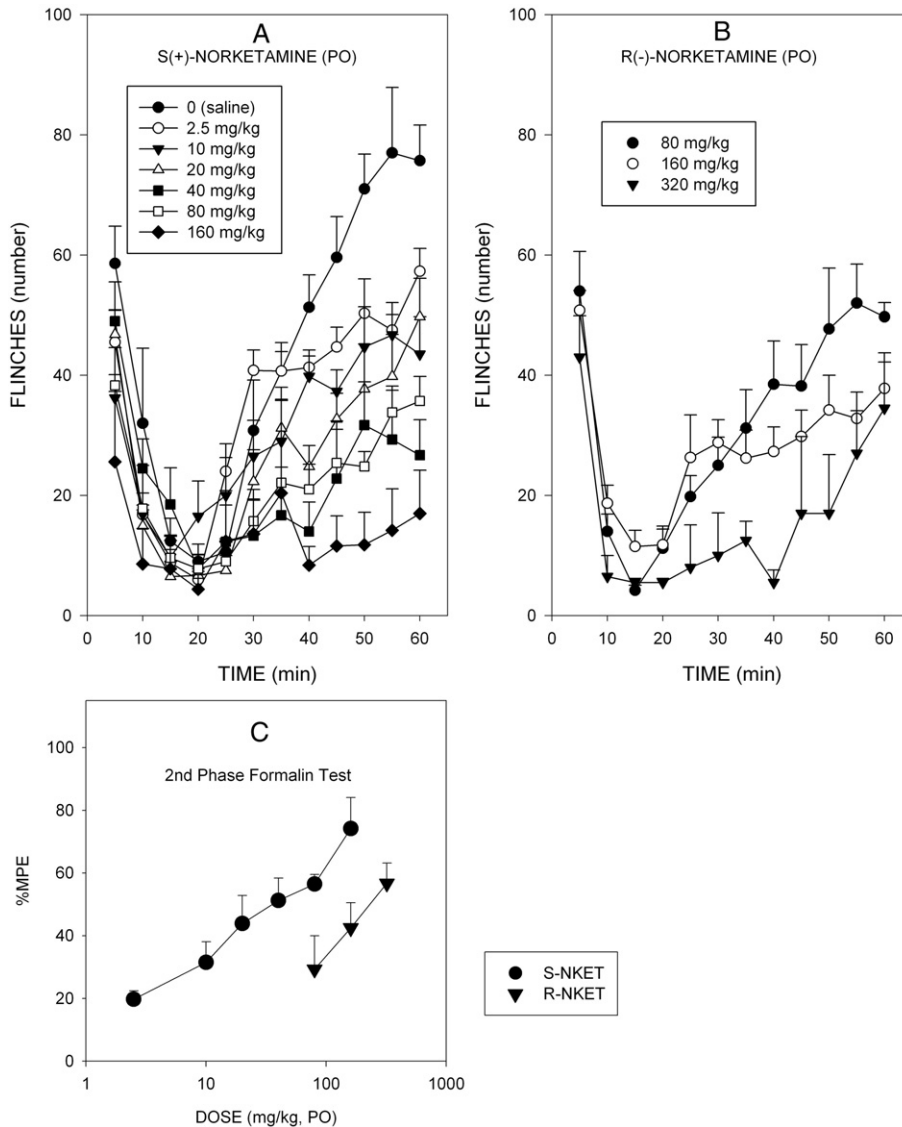 A
S(+)-NORKETAMINE (PO)
0 (saline)
2.5 mg/kg
10 mg/kg
20 mg/kg
40 mg/kg
80 mg/kg
160 mg/kg
100
80
60
40
20
0
FLINCHES (number)
0 10 20 30 40 50 60
TIME (min)
B
R(-)-NORKETAMINE (PO)
80 mg/kg
160 mg/kg
320 mg/kg
100
80
60
40
20
0
FLINCHES (number)
0 10 20 30 40 50 60
TIME (min)
C
2nd Phase Formalin Test
100
80
60
40
20
0
%MPE
1 10 100 1000
DOSE (mg/kg, PO)
S-NKET
R-NKET